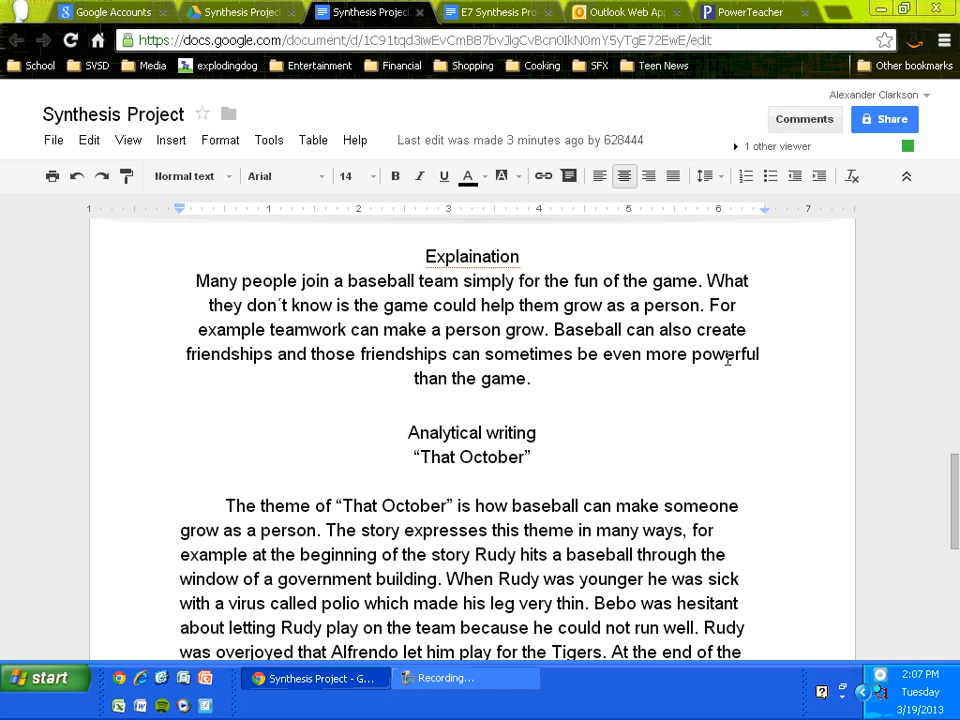 Google Accounts
Synthesis Projec
Synthesis Projec
E7 Synthesis Pro
Outlook Web App
PowerTeacher
https://docs.google.com/document/d/1C91tqd3iwEvCmB87bvJlgCvBcn0IkN0mY5yTgE72EwE/edit
School SVSD Media explodingdog Entertainment Financial Shopping Cooking SFX Teen News Other bookmarks
Alexander Clarkson
Synthesis Project
Comments Share
File Edit View Insert Format Tools Table Help Last edit was made 3 minutes ago by 628444
1 other viewer
Normal text Arial 14 B I U A A
1 1 2 3 4 5 6 7
Explaination
Many people join a baseball team simply for the fun of the game. What
they don´t know is the game could help them grow as a person. For
example teamwork can make a person grow. Baseball can also create
friendships and those friendships can sometimes be even more powerful
than the game.
Analytical writing
“That October”
The theme of “That October” is how baseball can make someone
grow as a person. The story expresses this theme in many ways, for
example at the beginning of the story Rudy hits a baseball through the
window of a government building. When Rudy was younger he was sick
with a virus called polio which made his leg very thin. Bebo was hesitant
about letting Rudy play on the team because he could not run well. Rudy
was overjoyed that Alfrendo let him play for the Tigers. At the end of the
start
Synthesis Project - G...
Recording...
2:07 PM
Tuesday
3/19/2013